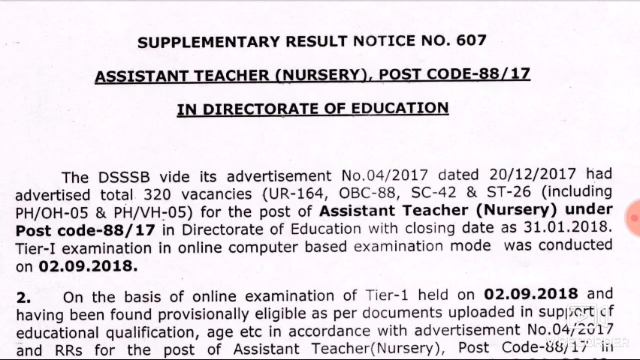 SUPPLEMENTARY RESULT NOTICE NO. 607
ASSISTANT TEACHER (NURSERY), POST CODE-88/17
IN DIRECTORATE OF EDUCATION
The DSSSB vide its advertisement No.04/2017 dated 20/12/2017 had
advertised total 320 vacancies (UR-164, OBC-88, SC-42 & ST-26 (including
PH/OH-05 & PH/VH-05) for the post of Assistant Teacher (Nursery) under
Post code-88/17 in Directorate of Education with closing date as 31.01.2018.
Tier-I examination in online computer based examination mode was conducted
on 02.09.2018.
2. On the basis of online examination of Tier-1 held on 02.09.2018 and
having been found provisionally eligible as per documents uploaded in support of
educational qualification, age etc in accordance with advertisement No.04/2017
and RRs for the post of Assistant Teacher(Nursery), Post Code-88/17 in